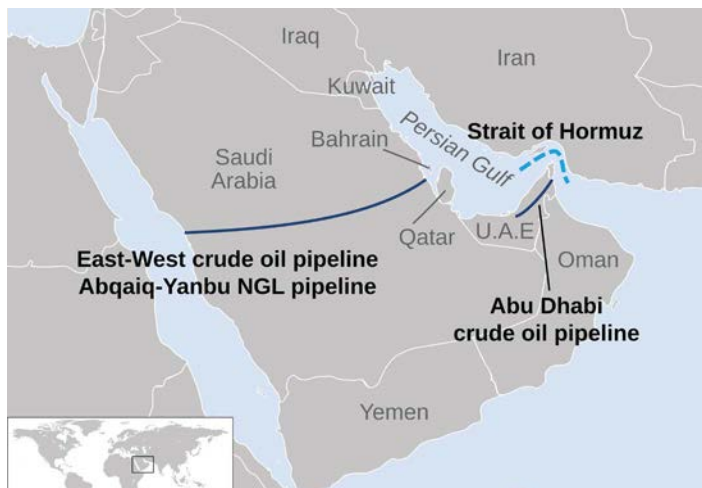 Iraq
Iran
Kuwait
Persian Gulf
Strait of Hormuz
Bahrain
Saudi
Arabia
Qatar
U.A.E
East-West crude oil pipeline
Abqaiq-Yanbu NGL pipeline
Oman
Abu Dhabi
crude oil pipeline
Yemen